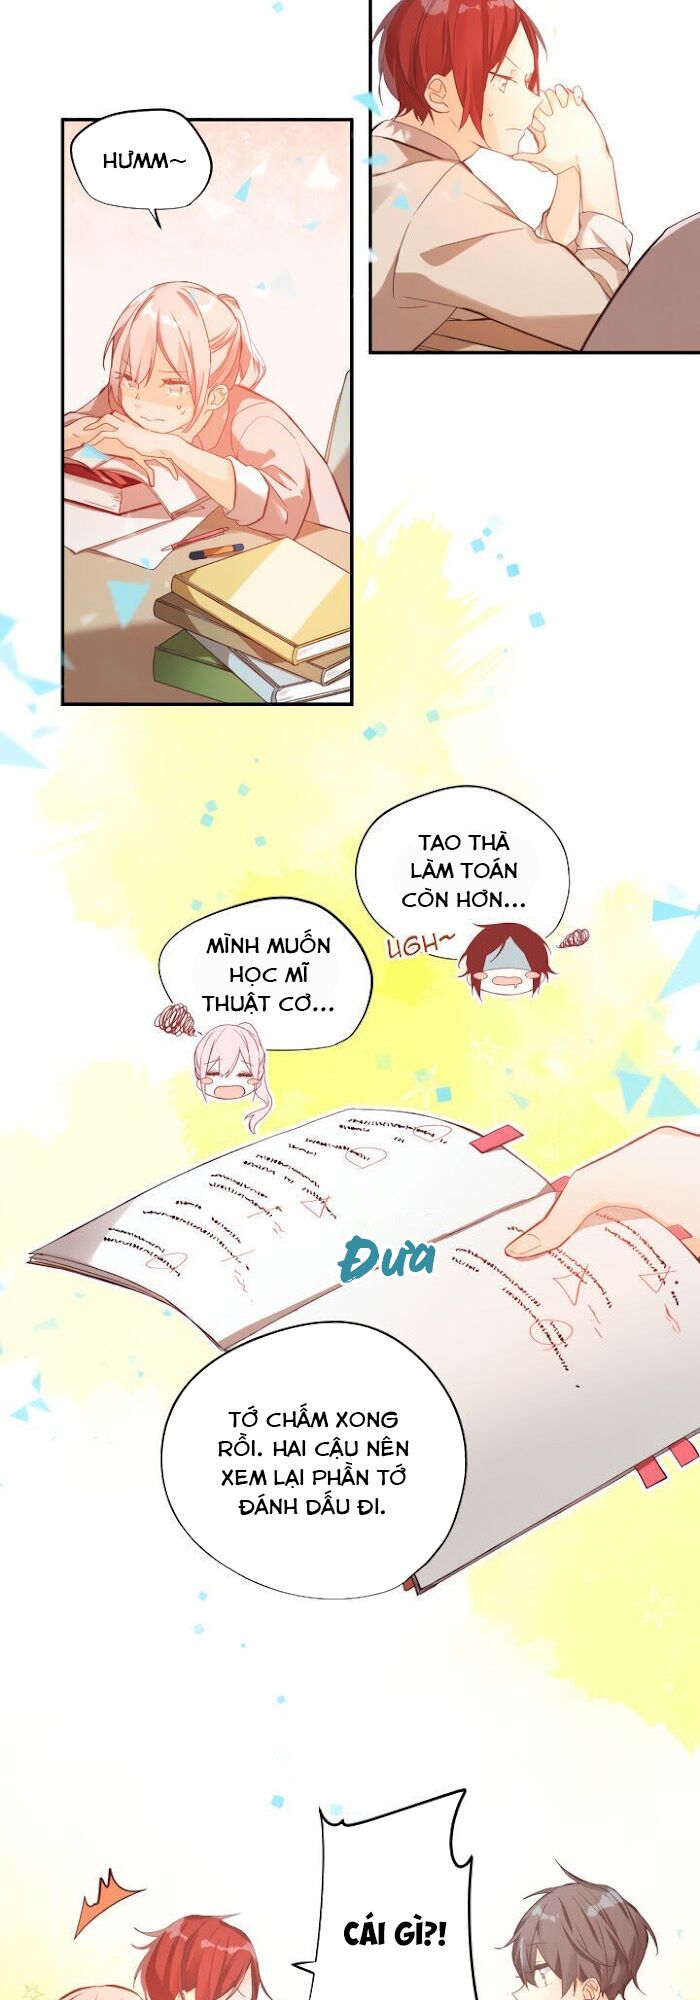 HƯMM~
TAO THÀ
LÀM TOÁN
CÒN HƠN...
UGH~
MÌNH MUỐN
HỌC MĨ
THUẬT CƠ...
Đưa
TỚ CHẤM XONG
RỒI. HAI CẬU NÊN
XEM LẠI PHẦN TỚ
ĐÁNH DẤU ĐI.
CÁI GÌ?!